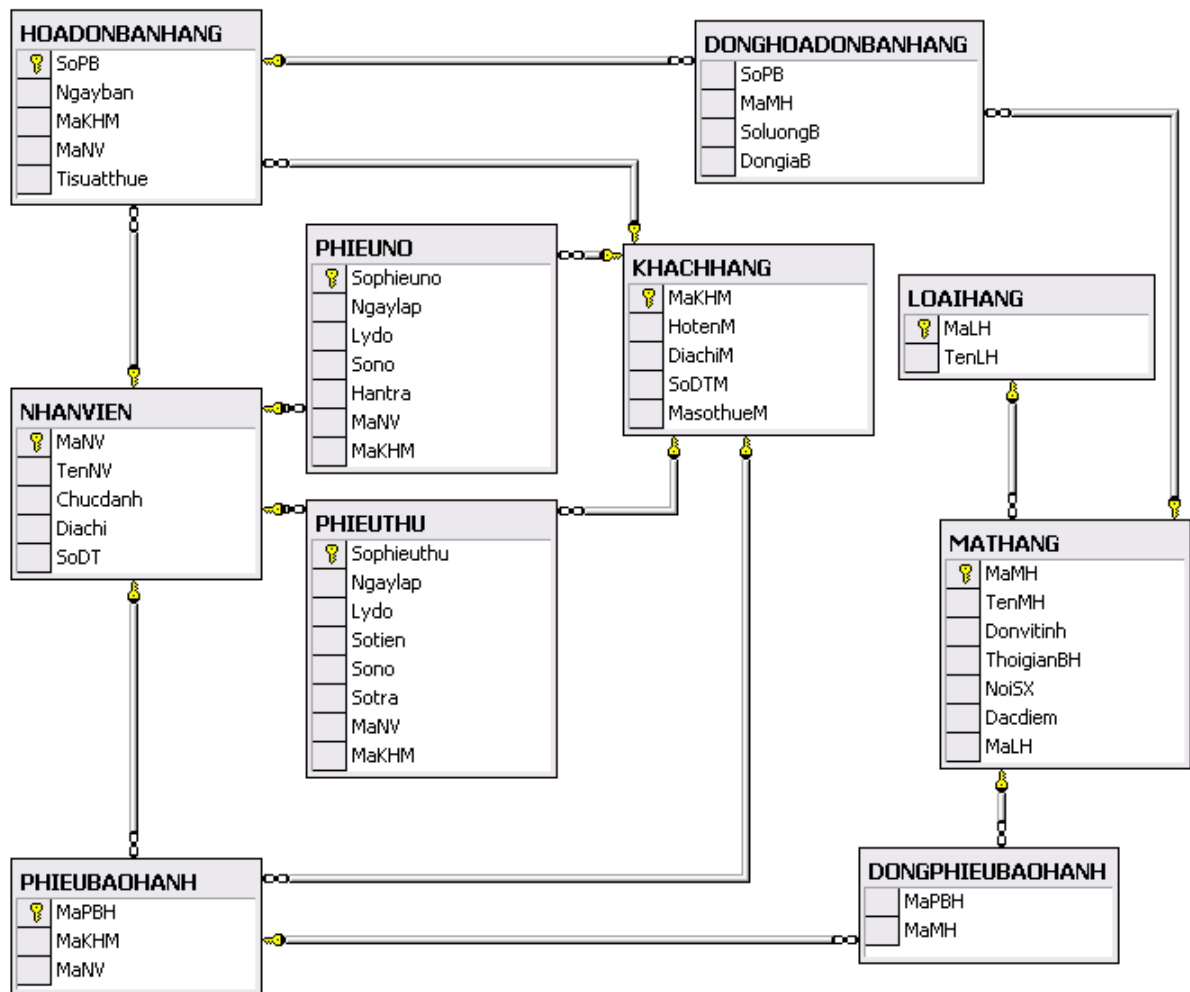 HOADONBANHANG
SoPB
Ngayban
MaKHM
MaNV
Tisuatthue
DONGHOADONBANHANG
SoPB
MaMH
SoluongB
DongiaB
PHIEUNO
Sophieuno
Ngaylap
Lydo
Sono
Hantra
MaNV
MaKHM
KHACHHANG
MaKHM
HotenM
DiachiM
SoDTM
MasothueM
LOAIHANG
MaLH
TenLH
NHANVIEN
MaNV
TenNV
Chucdanh
Diachi
SoDT
PHIEUTHU
Sophieuthu
Ngaylap
Lydo
Sotien
Sono
Sotra
MaNV
MaKHM
MATHANG
MaMH
TenMH
Donvitinh
ThoigianBH
NoiSX
Dacdiem
MaLH
PHIEUBAOHANH
MaPBH
MaKHM
MaNV
DONGPHIEUBAOHANH
MaPBH
MaMH